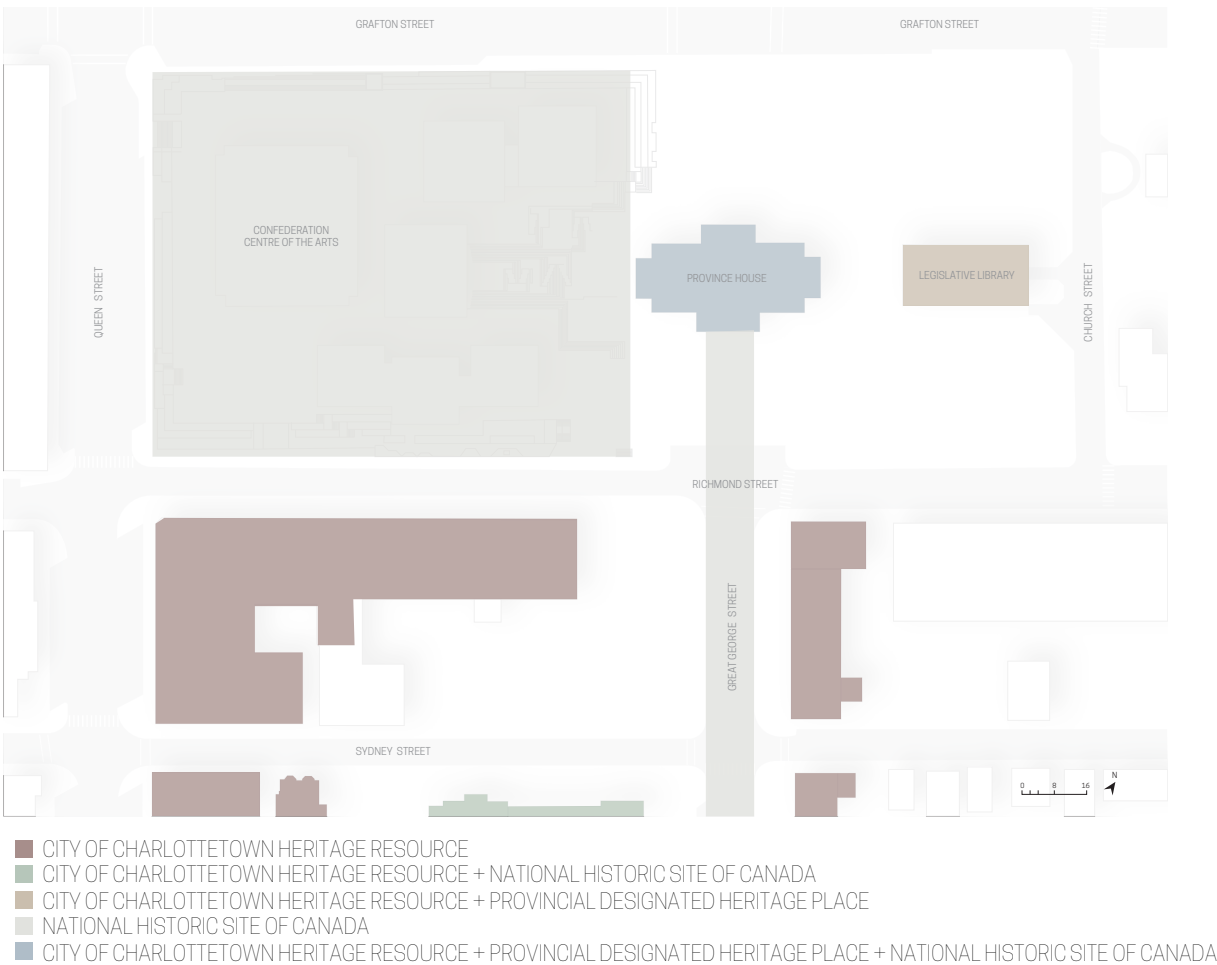 GRAFTON STREET
GRAFTON STREET
CONFEDERATION
CENTRE OF THE ARTS
PROVINCE HOUSE
LEGISLATIVE LIBRARY
QUEEN STREET
CHURCH STREET
RICHMOND STREET
GREAT GEORGE STREET
SYDNEY STREET
0 8 16
N
CITY OF CHARLOTTETOWN HERITAGE RESOURCE
CITY OF CHARLOTTETOWN HERITAGE RESOURCE + NATIONAL HISTORIC SITE OF CANADA
CITY OF CHARLOTTETOWN HERITAGE RESOURCE + PROVINCIAL DESIGNATED HERITAGE PLACE
NATIONAL HISTORIC SITE OF CANADA
CITY OF CHARLOTTETOWN HERITAGE RESOURCE + PROVINCIAL DESIGNATED HERITAGE PLACE + NATIONAL HISTORIC SITE OF CANADA